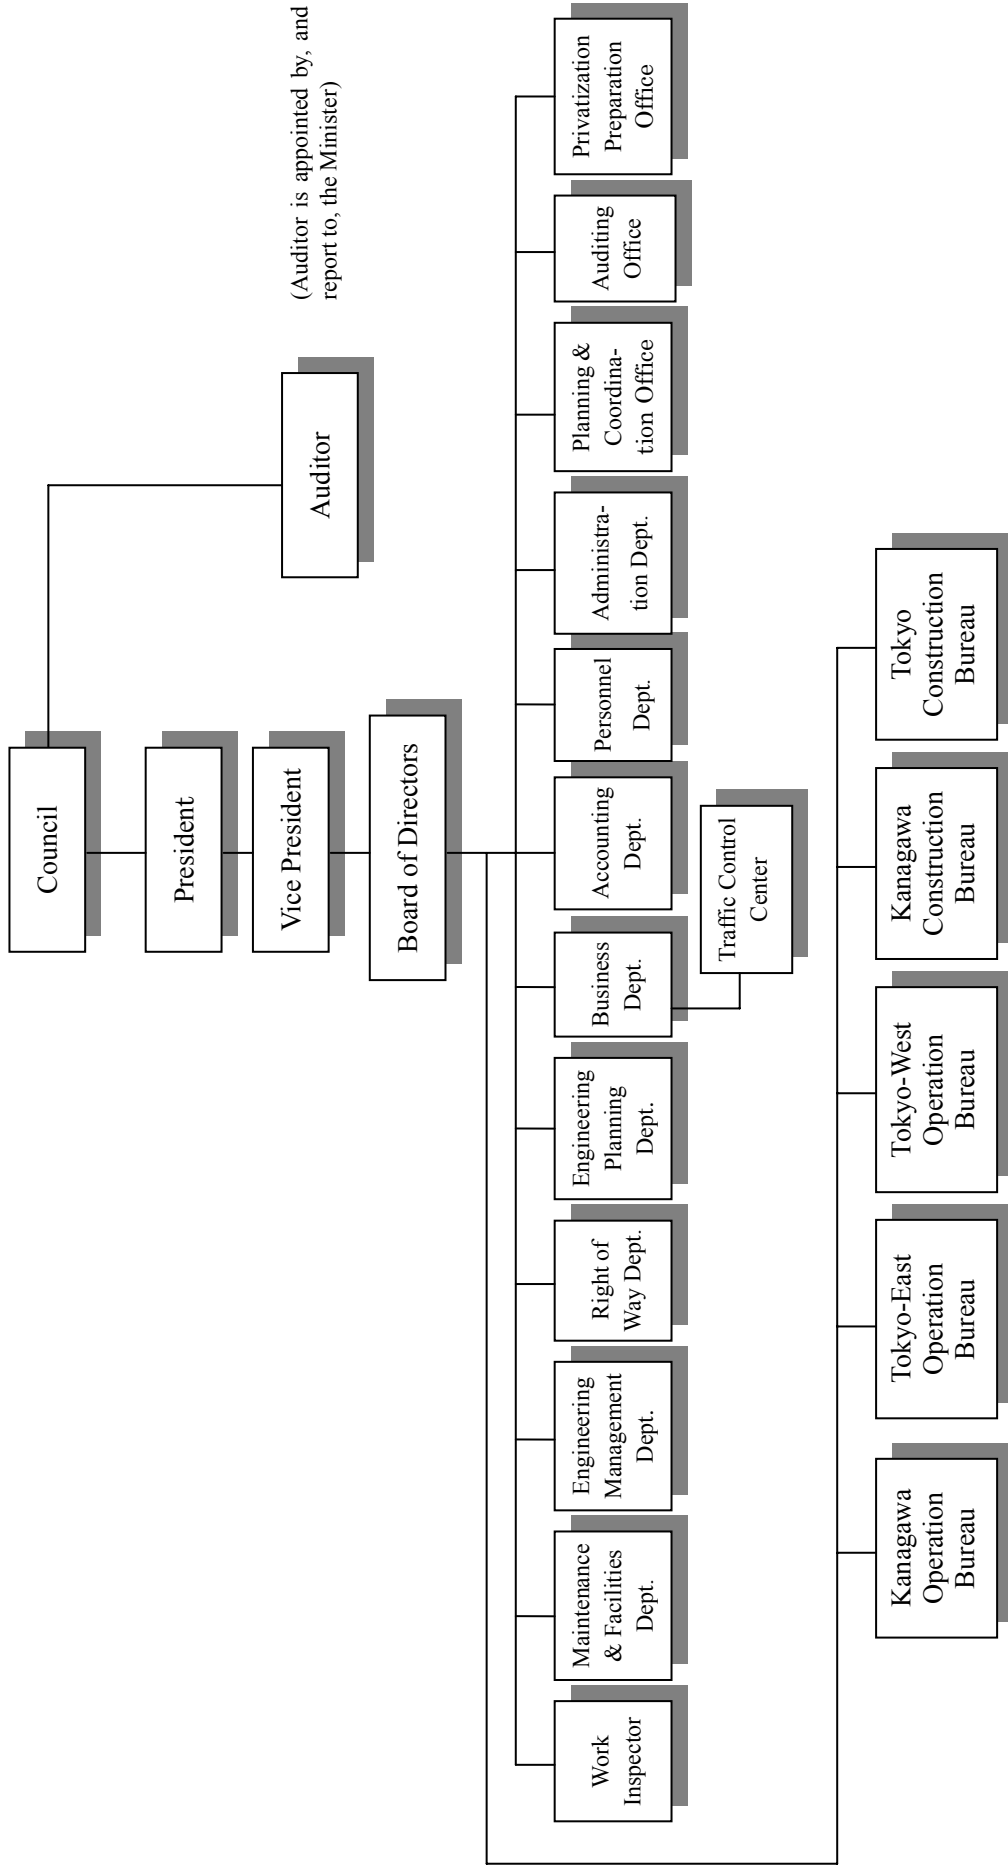 Council
President
Vice President
Board of Directors
Auditor
(Auditor is appointed by, and
report to, the Minister)
Work
Inspector
Maintenance
& Facilities
Dept.
Engineering
Management
Dept.
Right of
Way Dept.
Engineering
Planning
Dept.
Business
Dept.
Accounting
Dept.
Personnel
Dept.
Administra-
tion Dept.
Planning &
Coordina-
tion Office
Auditing
Office
Privatization
Preparation
Office
Traffic Control
Center
Kanagawa
Operation
Bureau
Tokyo-East
Operation
Bureau
Tokyo-West
Operation
Bureau
Kanagawa
Construction
Bureau
Tokyo
Construction
Bureau